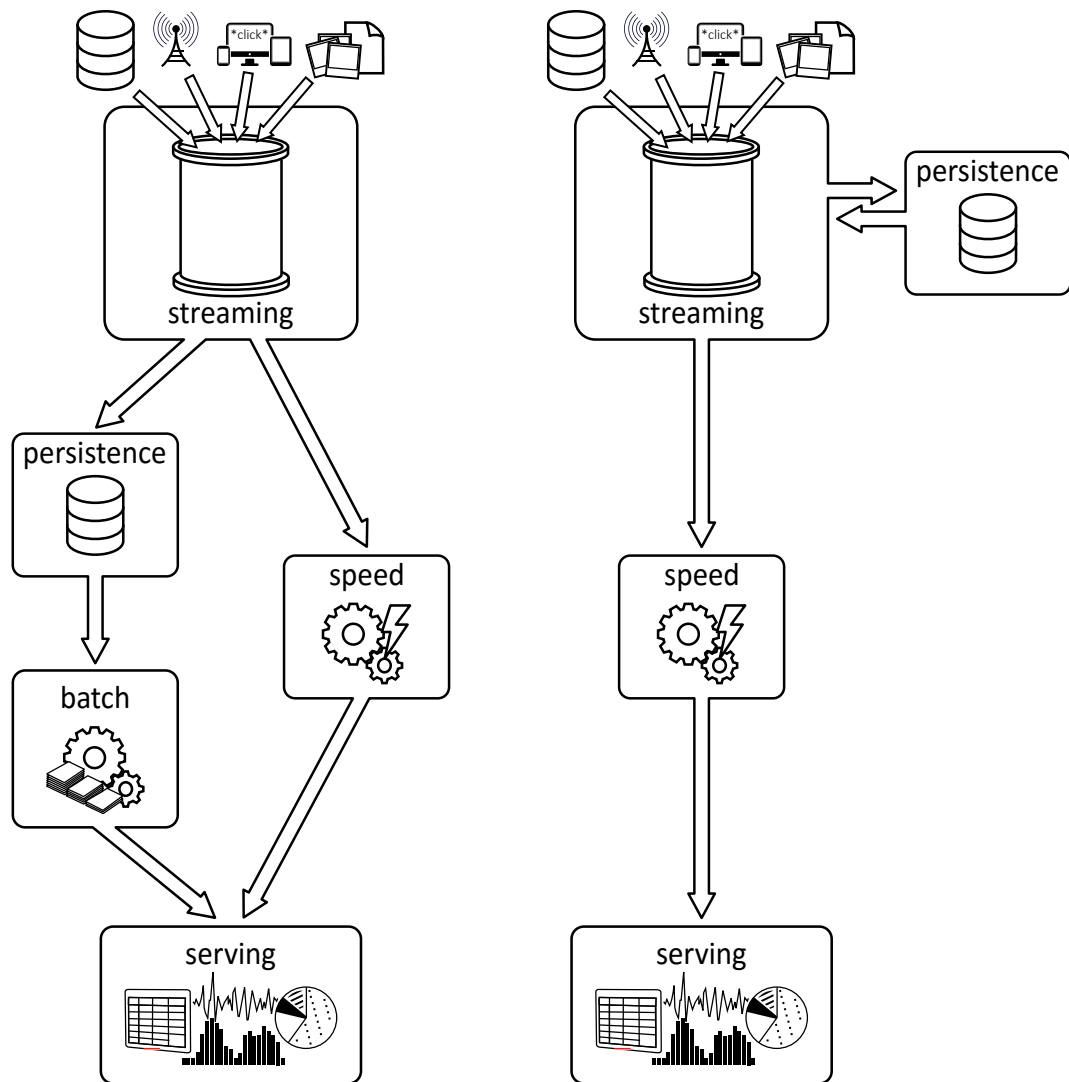 *click*
streaming
persistence
speed
batch
serving
*click*
persistence
streaming
speed
serving